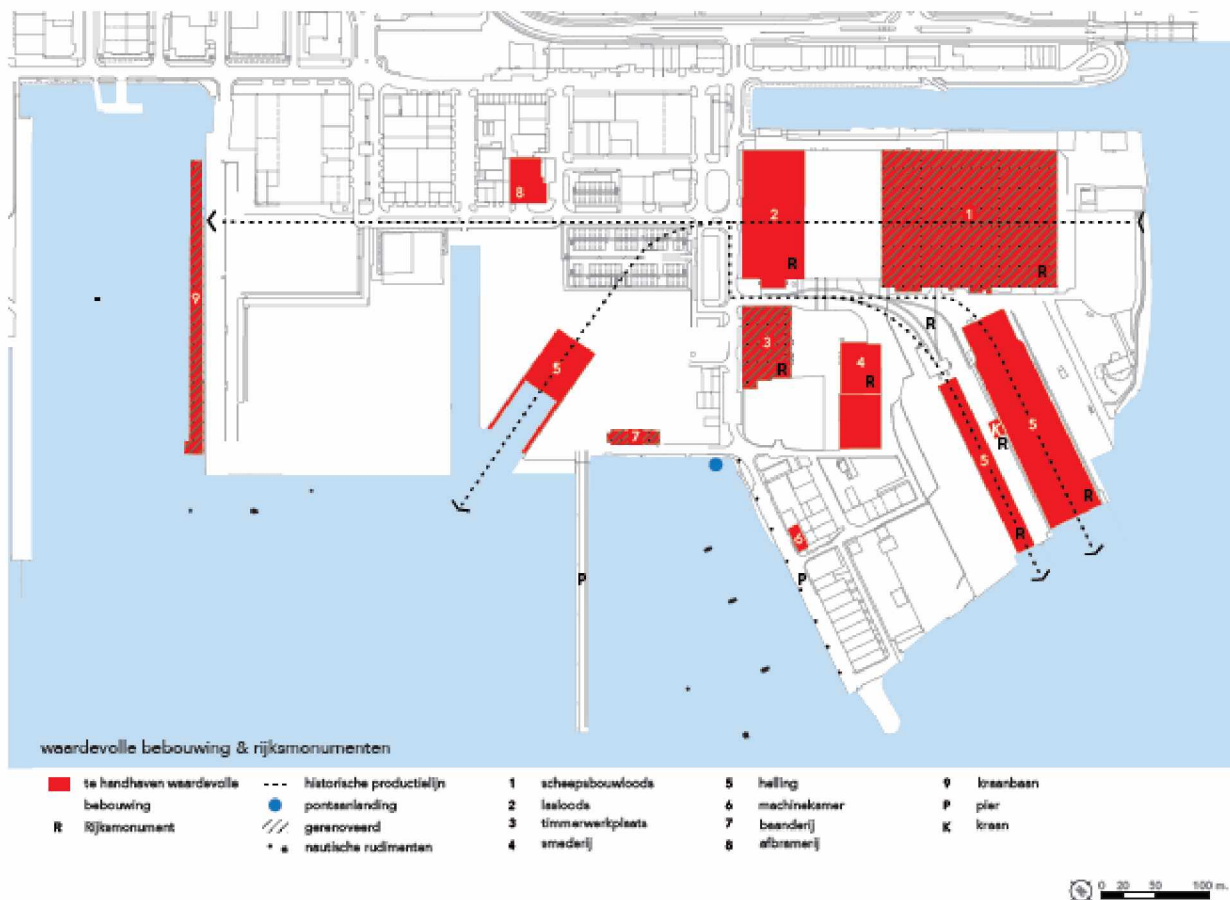 8
2
1
R
R
9
R
3
4
R
R
5
K
R
5
7
5
R
R
6
P
P
waardevolle bebouwing & rijksmonumenten
te handhaven waardevolle
bebouwing
R Rijksmonument
historische productielijn
pontaanlanding
gerenoveerd
nautische rudimenten
1 scheepsbouwloods
2 lasloods
3 timmerwerkplaats
4 smederij
5 helling
6 machinekamer
7 baanderij
8 afbramerij
9 kraanbaan
P pier
K kraan
0 20 50 100 m.